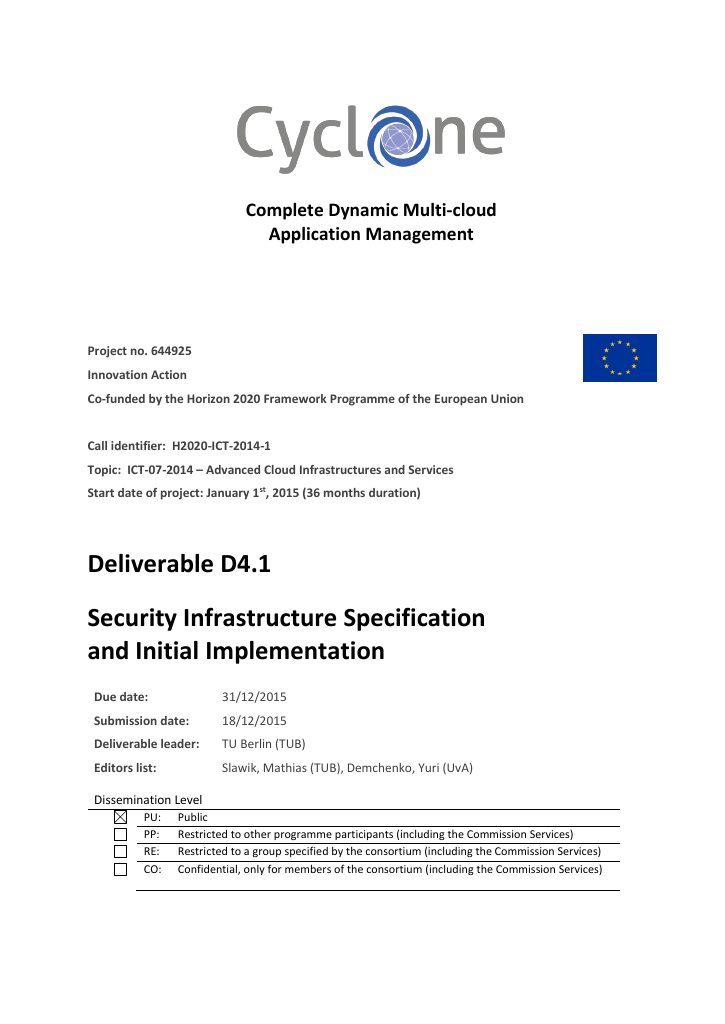 Cyclone
Complete Dynamic Multi-cloud
Application Management
Project no. 644925
Innovation Action
Co-funded by the Horizon 2020 Framework Programme of the European Union
Call identifier: H2020-ICT-2014-1
Topic: ICT-07-2014 – Advanced Cloud Infrastructures and Services
Start date of project: January 1st, 2015 (36 months duration)
Deliverable D4.1
Security Infrastructure Specification
and Initial Implementation
Due date: 31/12/2015
Submission date: 18/12/2015
Deliverable leader: TU Berlin (TUB)
Editors list: Slawik, Mathias (TUB), Demchenko, Yuri (UvA)
Dissemination Level
☒ PU: Public
☐ PP: Restricted to other programme participants (including the Commission Services)
☐ RE: Restricted to a group specified by the consortium (including the Commission Services)
☐ CO: Confidential, only for members of the consortium (including the Commission Services)